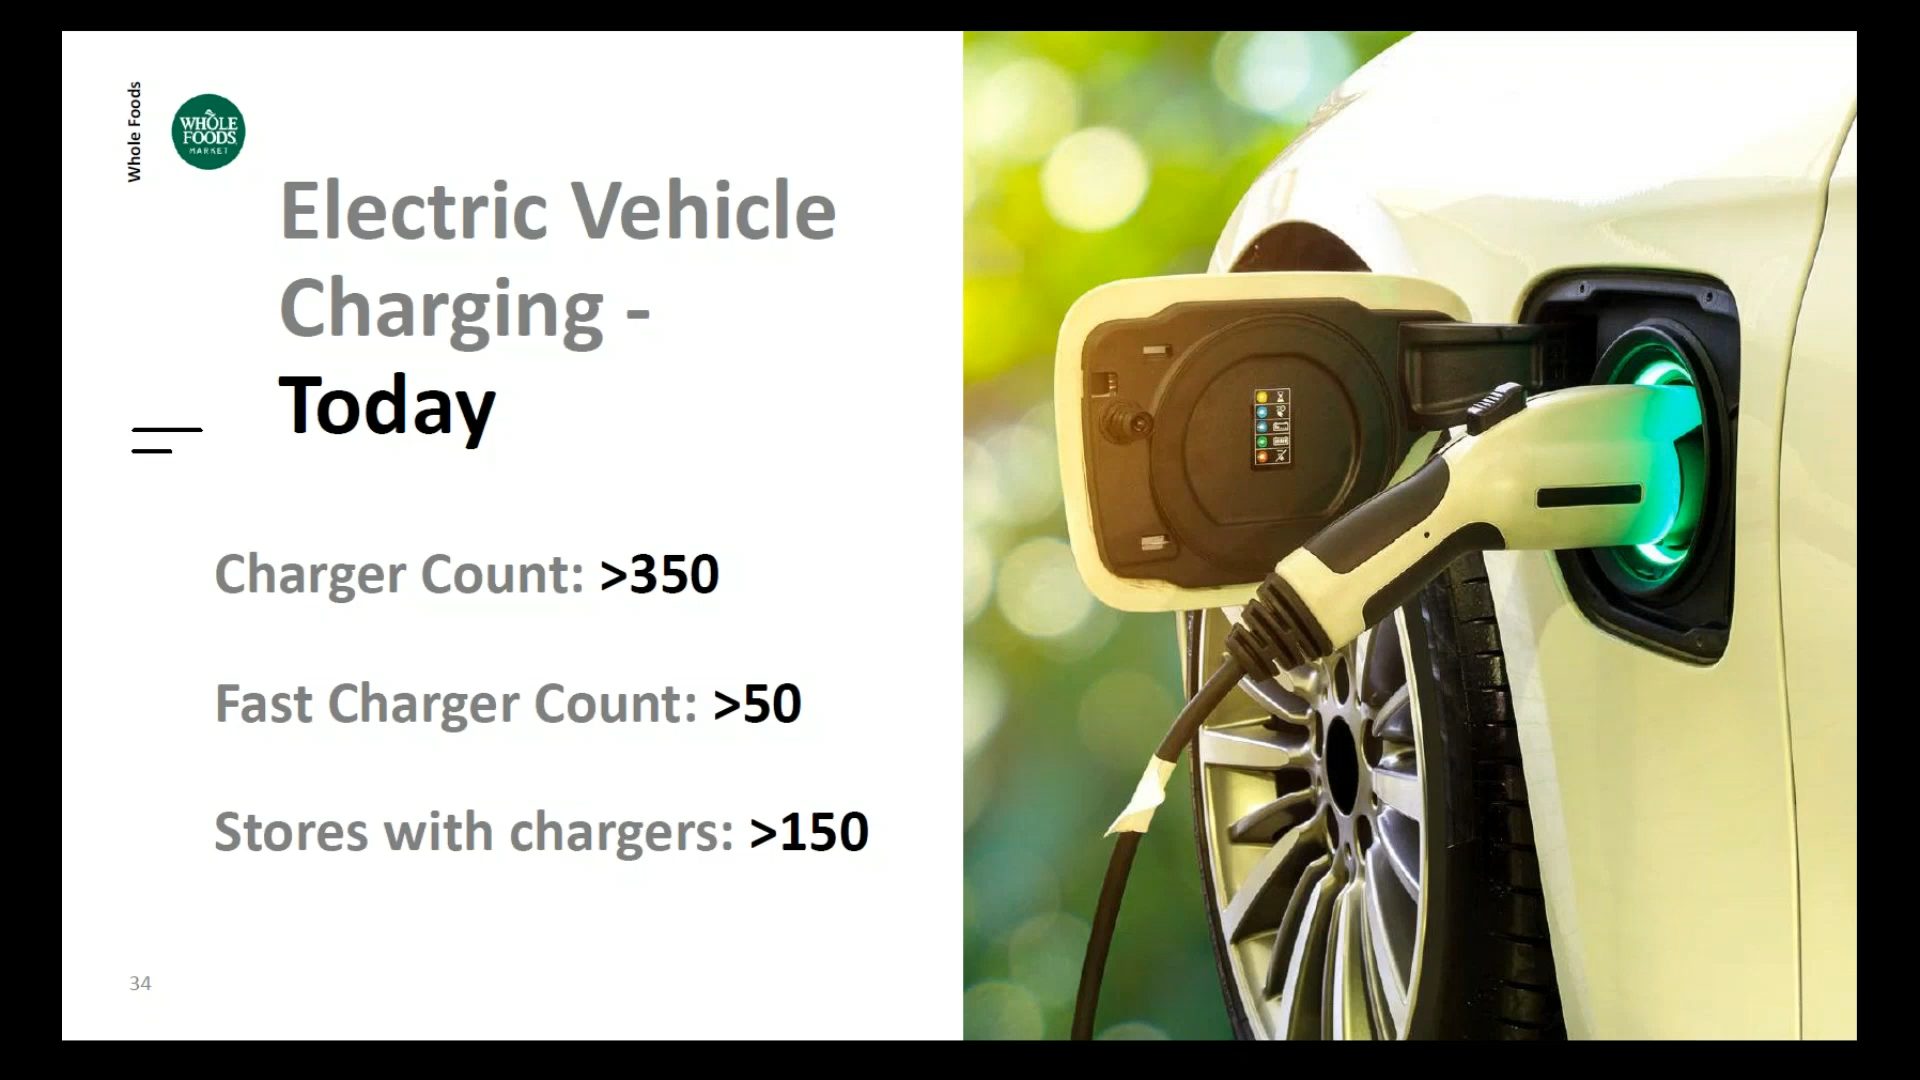 Whole Foods
WHOLE
FOODS
MARKET
Electric Vehicle
Charging -
Today
Charger Count: >350
Fast Charger Count: >50
Stores with chargers: >150
34